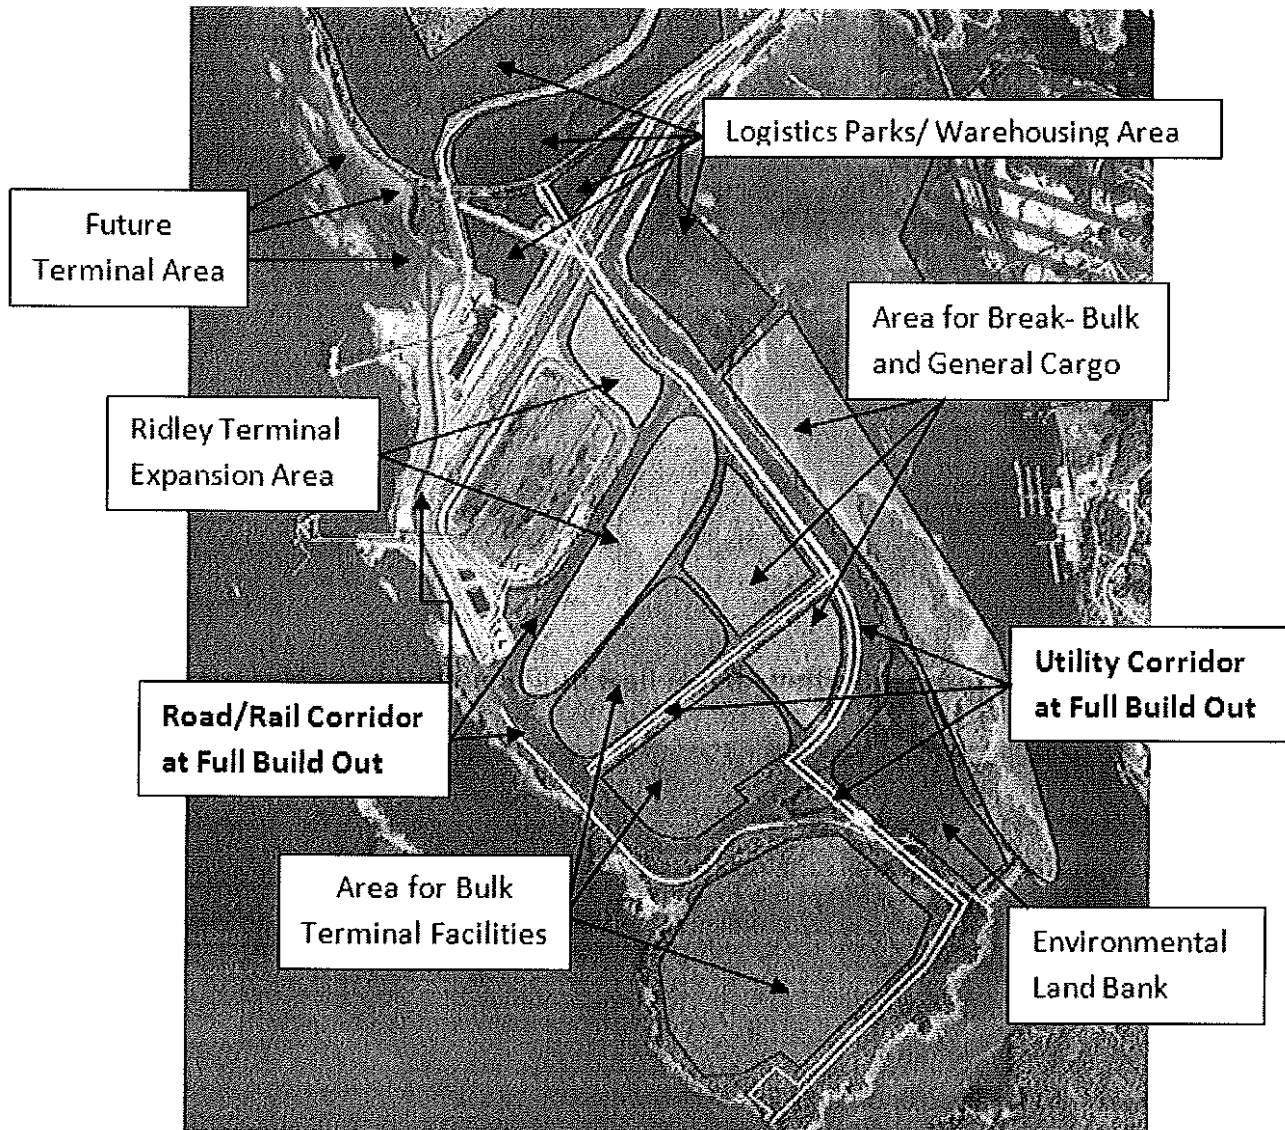 Logistics Parks/ Warehousing Area
Future
Terminal Area
Area for Break- Bulk
and General Cargo
Ridley Terminal
Expansion Area
Utility Corridor
at Full Build Out
Road/Rail Corridor
at Full Build Out
Area for Bulk
Terminal Facilities
Environmental
Land Bank